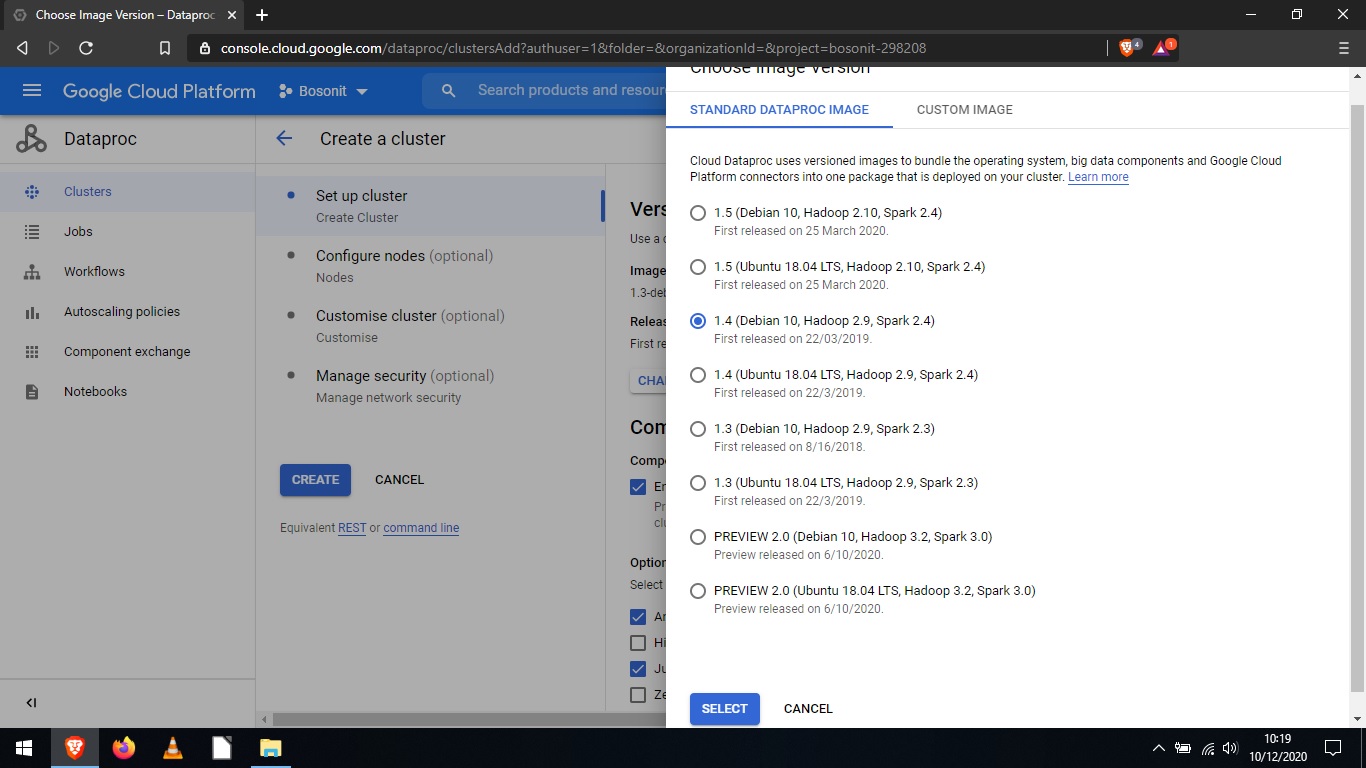 Choose Image Version – Dataproc
console.cloud.google.com/dataproc/clustersAdd?authuser=1&folder=&organizationId=&project=bosonit-298208
4
1
Google Cloud Platform
Bosonit
Search products and resour
Dataproc
Clusters
Jobs
Workflows
Autoscaling policies
Component exchange
Notebooks
Create a cluster
Set up cluster
Create Cluster
Configure nodes (optional)
Nodes
Customise cluster (optional)
Customise
Manage security (optional)
Manage network security
CREATE
CANCEL
Equivalent REST or command line
Vers
Use a c
Image
1.3-deb
Releas
First re
CHA
Com
Compo
En
Pr
clu
Option
Select
An
Hi
Ju
Ze
Choose Image Version
STANDARD DATAPROC IMAGE
CUSTOM IMAGE
Cloud Dataproc uses versioned images to bundle the operating system, big data components and Google Cloud
Platform connectors into one package that is deployed on your cluster. Learn more
1.5 (Debian 10, Hadoop 2.10, Spark 2.4)
First released on 25 March 2020.
1.5 (Ubuntu 18.04 LTS, Hadoop 2.10, Spark 2.4)
First released on 25 March 2020.
1.4 (Debian 10, Hadoop 2.9, Spark 2.4)
First released on 22/03/2019.
1.4 (Ubuntu 18.04 LTS, Hadoop 2.9, Spark 2.4)
First released on 22/3/2019.
1.3 (Debian 10, Hadoop 2.9, Spark 2.3)
First released on 8/16/2018.
1.3 (Ubuntu 18.04 LTS, Hadoop 2.9, Spark 2.3)
First released on 22/3/2019.
PREVIEW 2.0 (Debian 10, Hadoop 3.2, Spark 3.0)
Preview released on 6/10/2020.
PREVIEW 2.0 (Ubuntu 18.04 LTS, Hadoop 3.2, Spark 3.0)
Preview released on 6/10/2020.
SELECT
CANCEL
10:19
10/12/2020